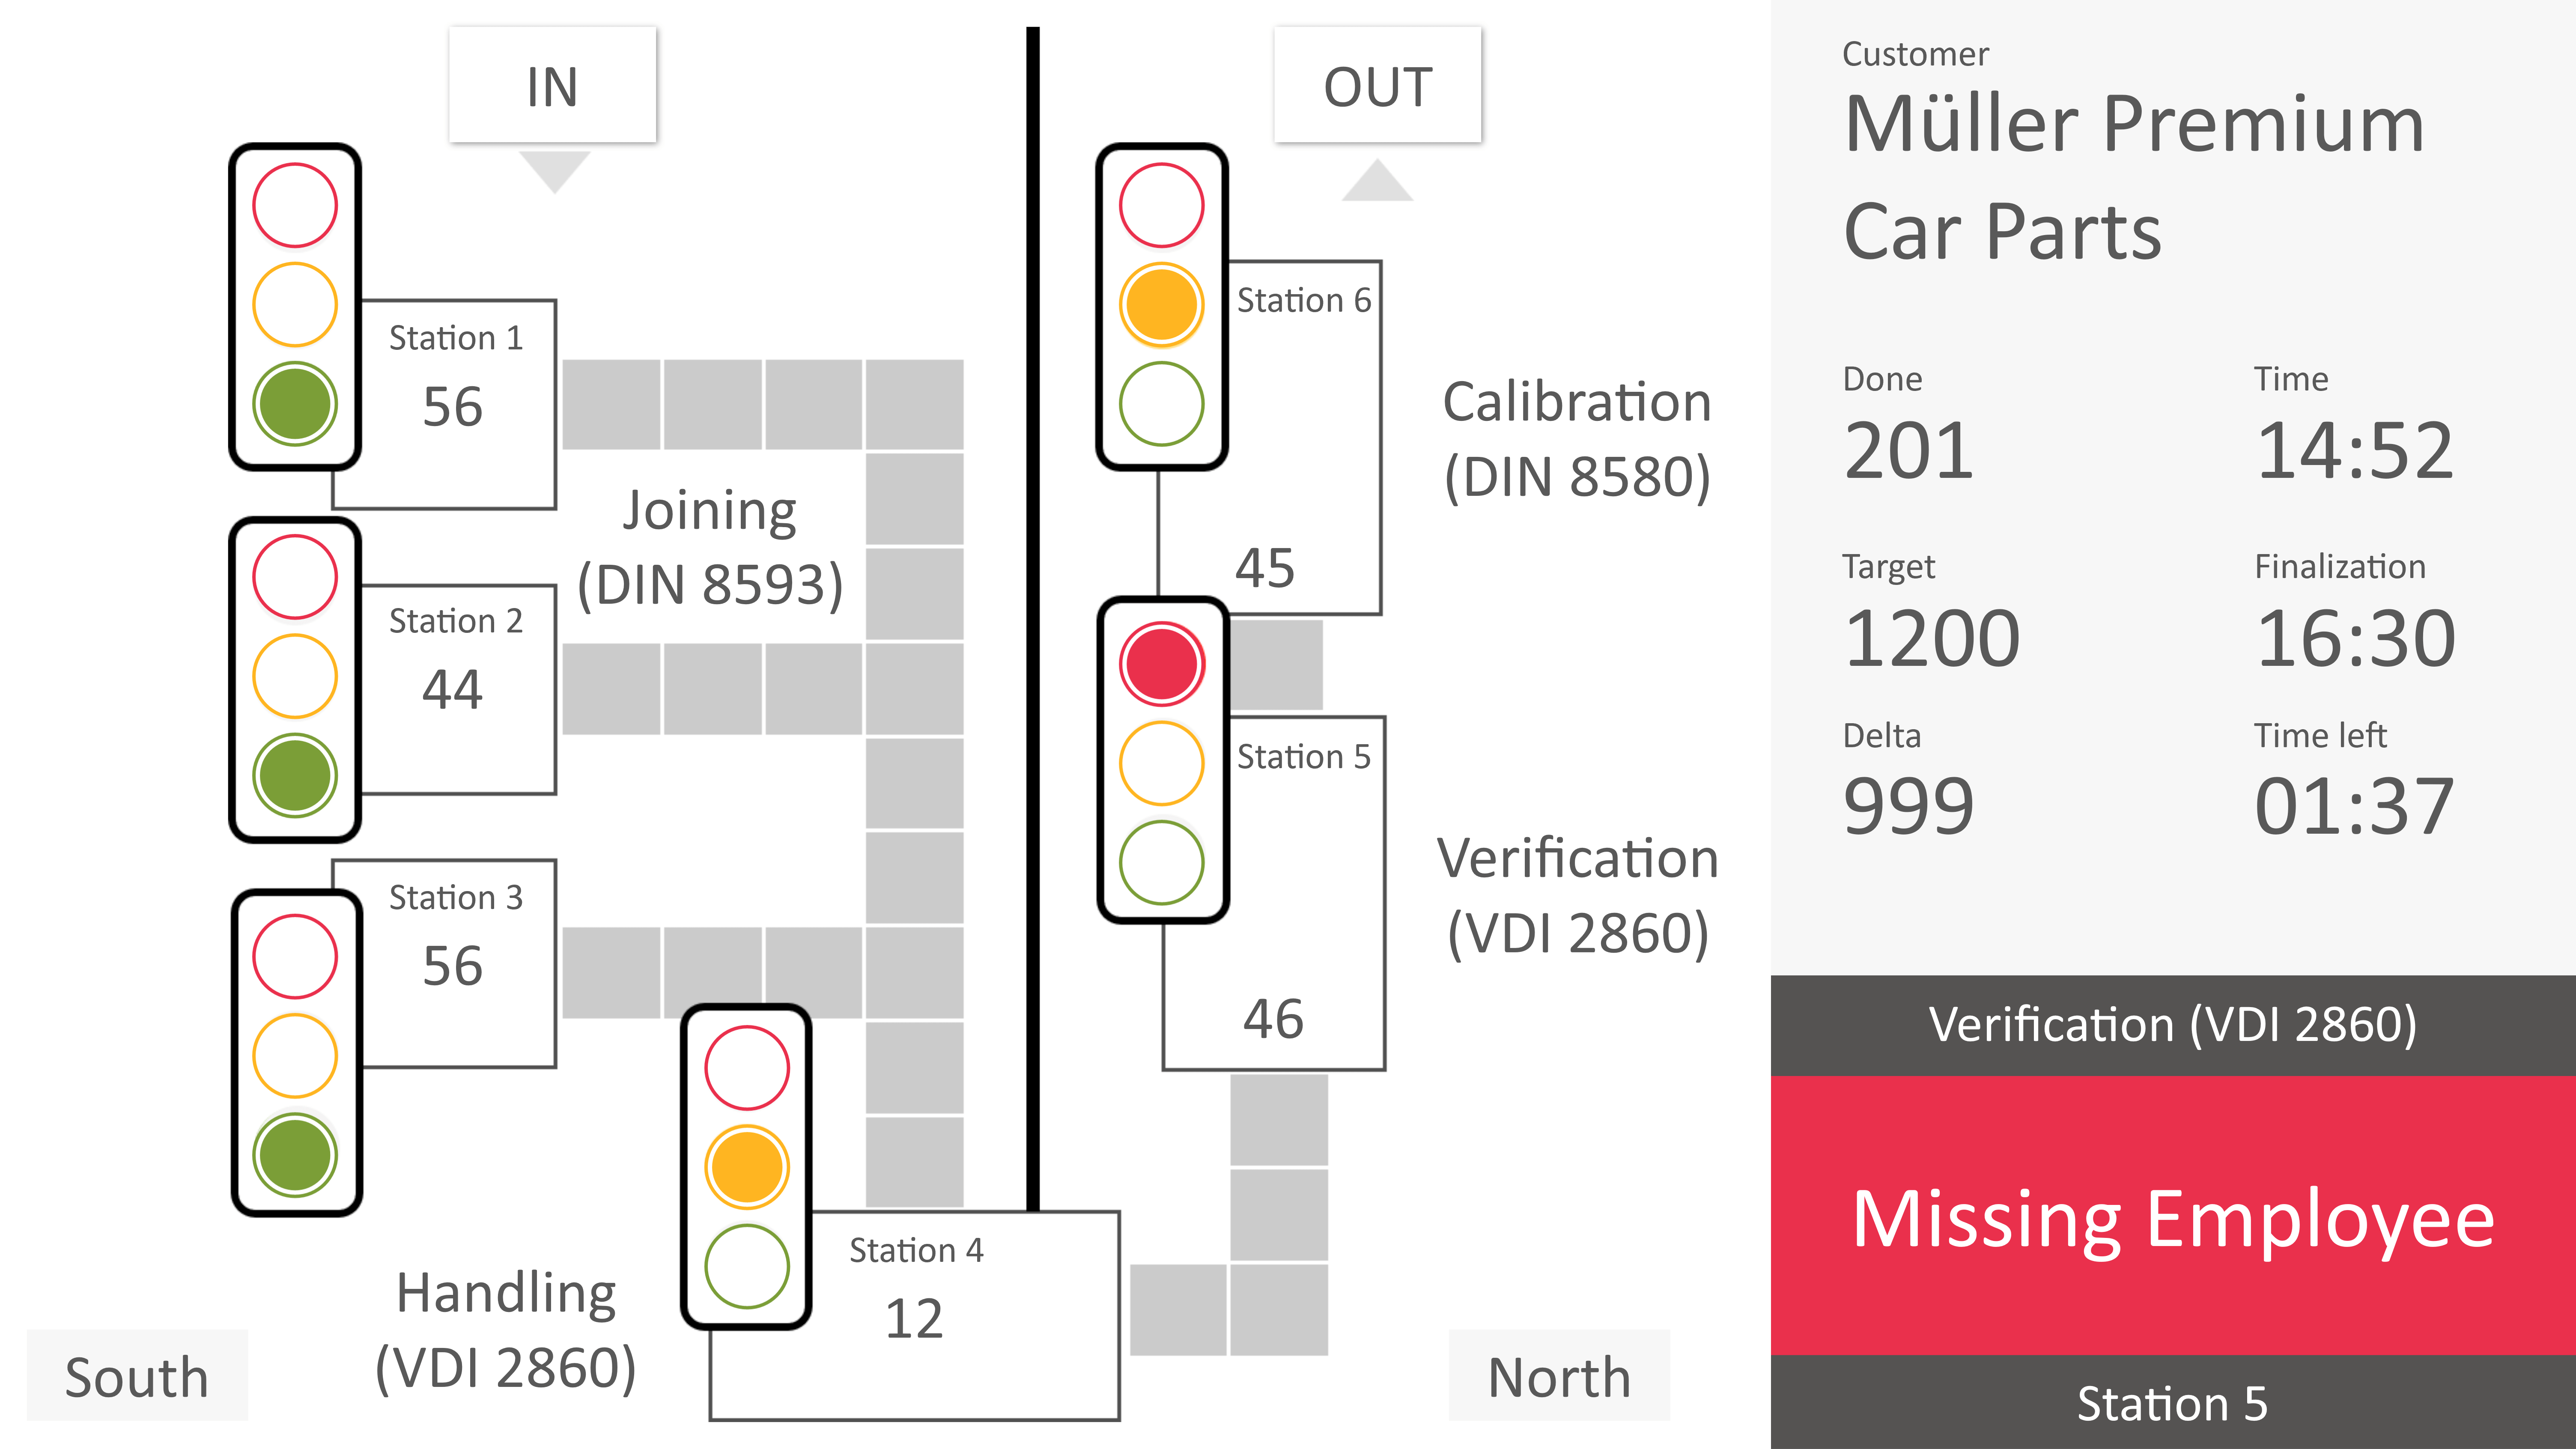 IN
OUT
Station 1
56
Joining
(DIN 8593)
Station 2
44
Station 3
56
Handling
(VDI 2860)
Station 4
12
Station 6
45
Calibration
(DIN 8580)
Station 5
46
Verification
(VDI 2860)
South
North
Customer
Müller Premium
Car Parts
Done
201
Time
14:52
Target
1200
Finalization
16:30
Delta
999
Time left
01:37
Verification (VDI 2860)
Missing Employee
Station 5